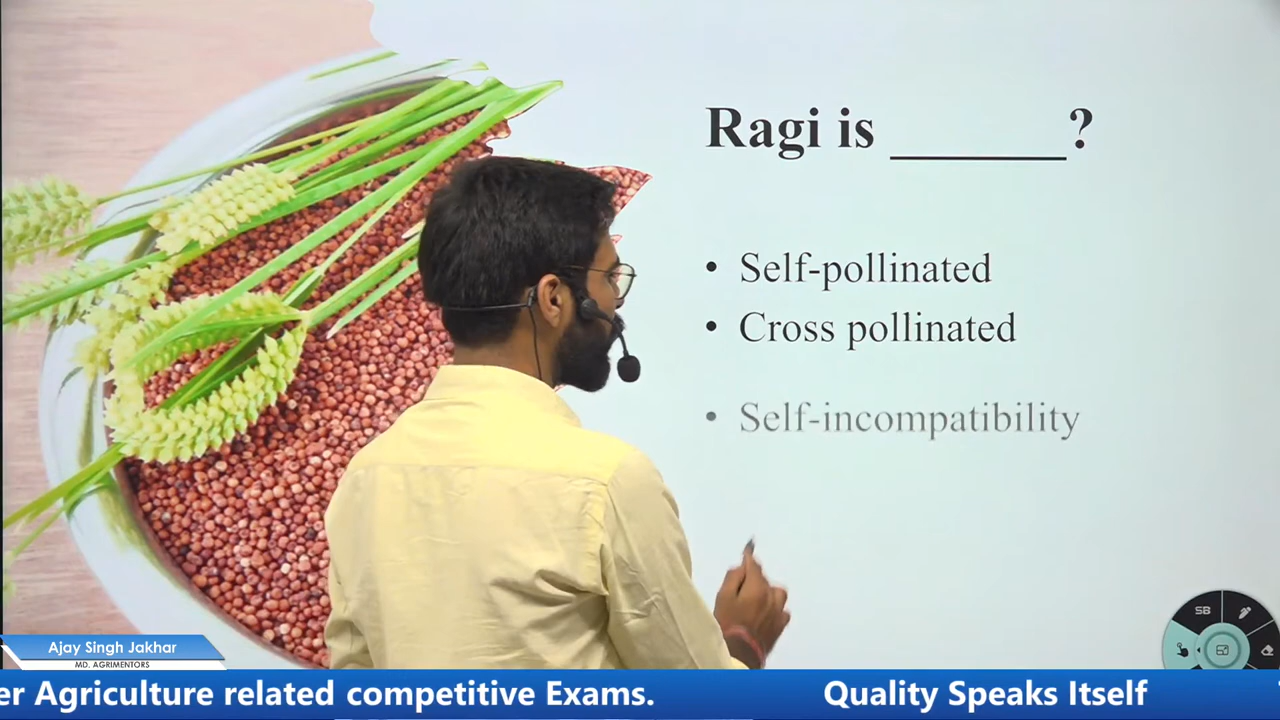 Ragi is ______?
• Self-pollinated
• Cross pollinated
• Self-incompatibility
SB
Ajay Singh Jakhar
MD. AGRIMENTORS
er Agriculture related competitive Exams.
Quality Speaks Itself